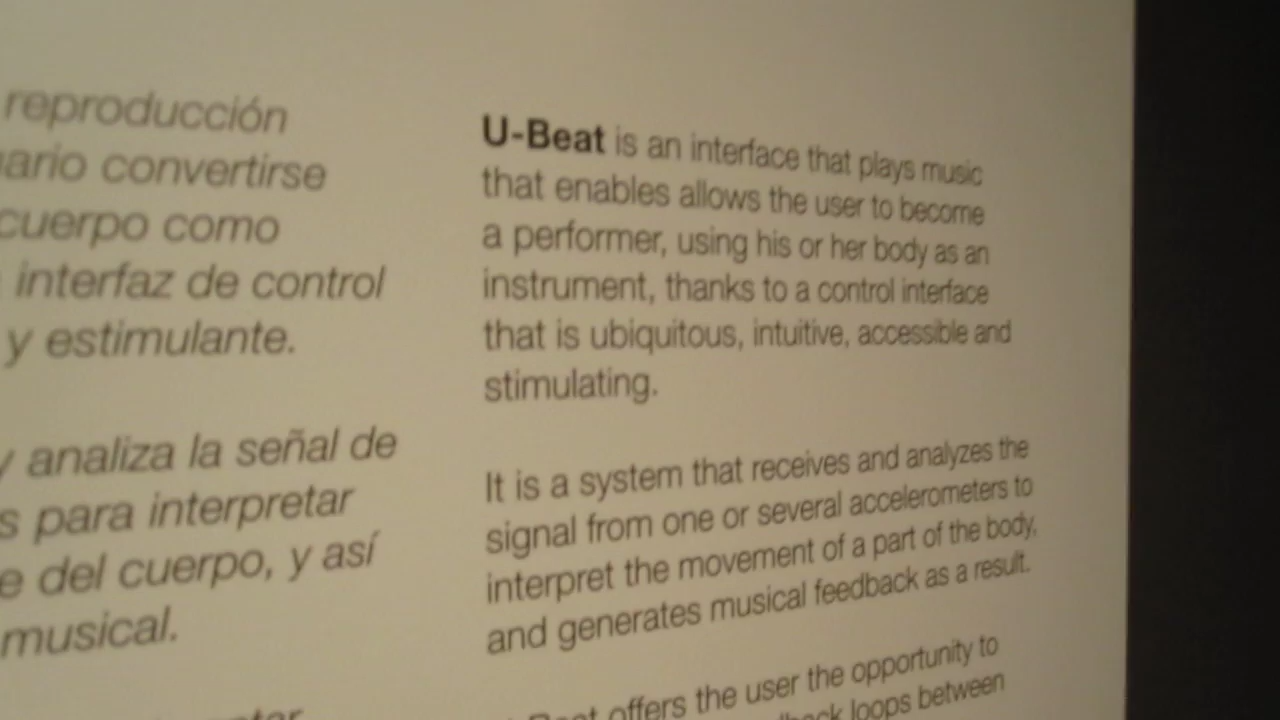 reproducción
convertirse
cuerpo como
interfaz de control
y estimulante.
y analiza la señal de
para interpretar
del cuerpo, y así
musical.
U-Beat is an interface that plays music
that enables allows the user to become
a performer, using his or her body as an
instrument, thanks to a control interface
that is ubiquitous, intuitive, accessible and
stimulating.
It is a system that receives and analyzes the
signal from one or several accelerometers to
interpret the movement of a part of the body,
and generates musical feedback as a result.
offers the user the opportunity to
loops between